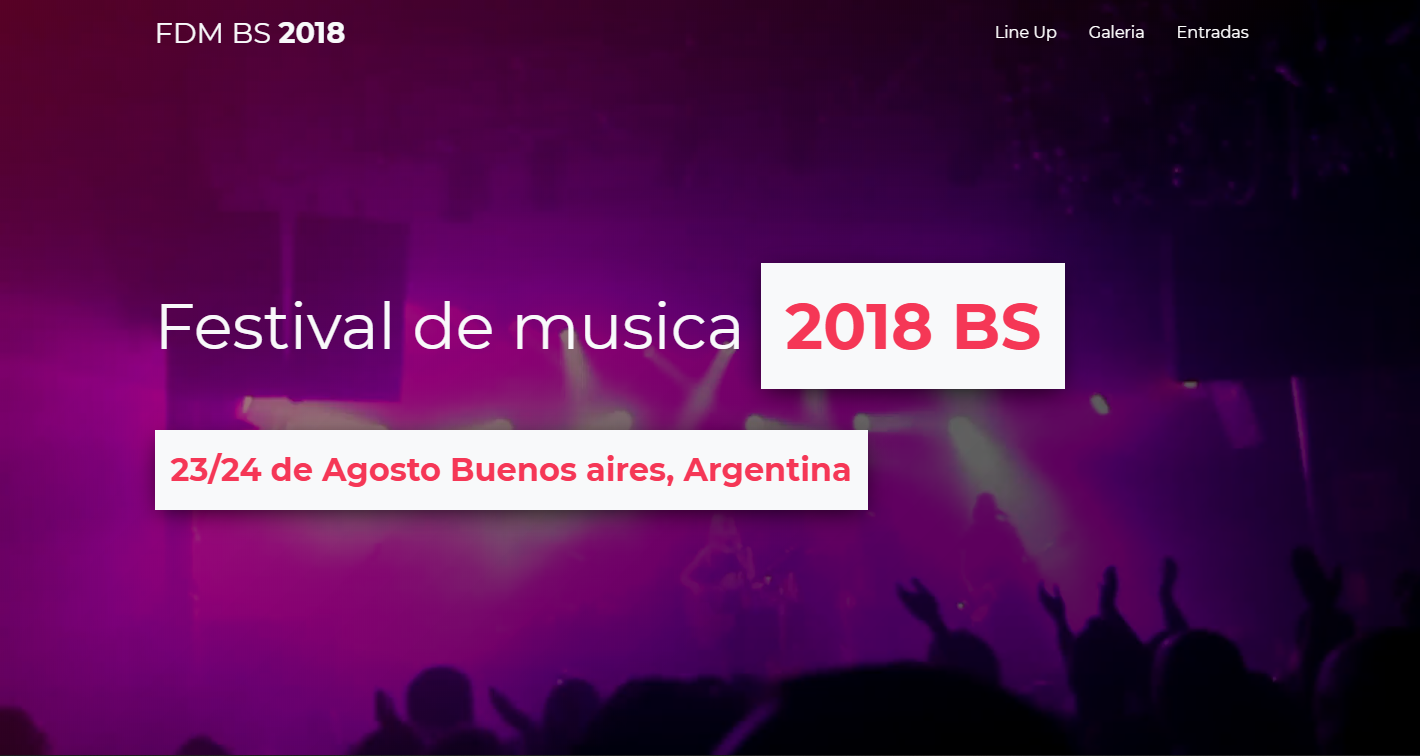 FDM BS 2018
Line Up Galeria Entradas
Festival de musica 2018 BS
23/24 de Agosto Buenos aires, Argentina